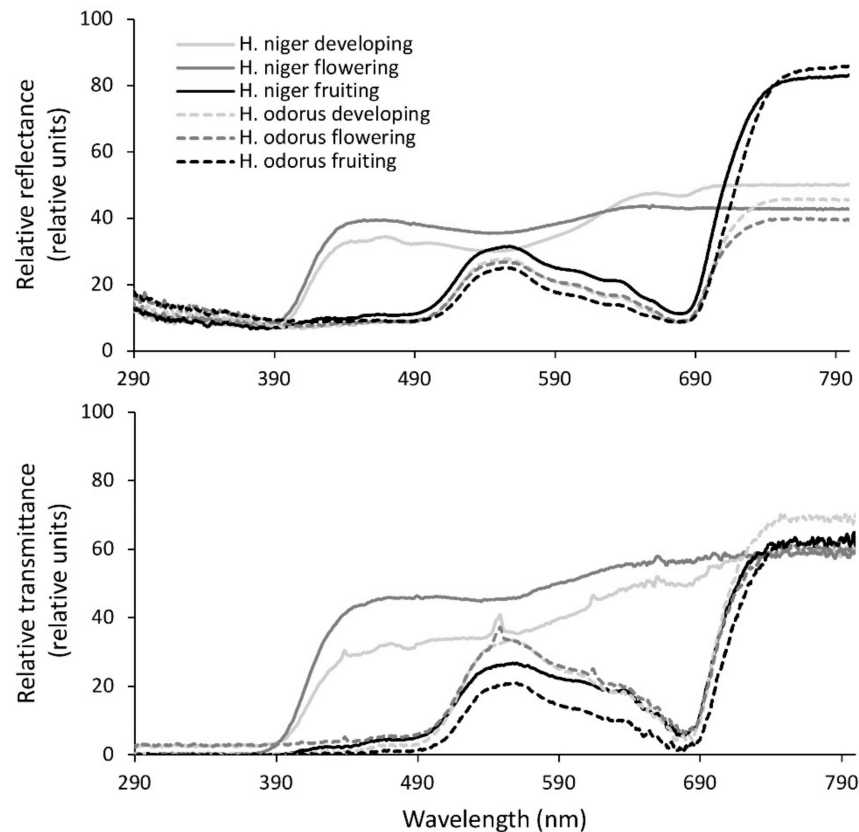 100
80
60
40
20
0
Relative reflectance
(relative units)
H. niger developing
H. niger flowering
H. niger fruiting
H. odorus developing
H. odorus flowering
H. odorus fruiting
290 390 490 590 690 790
100
80
60
40
20
0
Relative transmittance
(relative units)
290 390 490 590 690 790
Wavelength (nm)